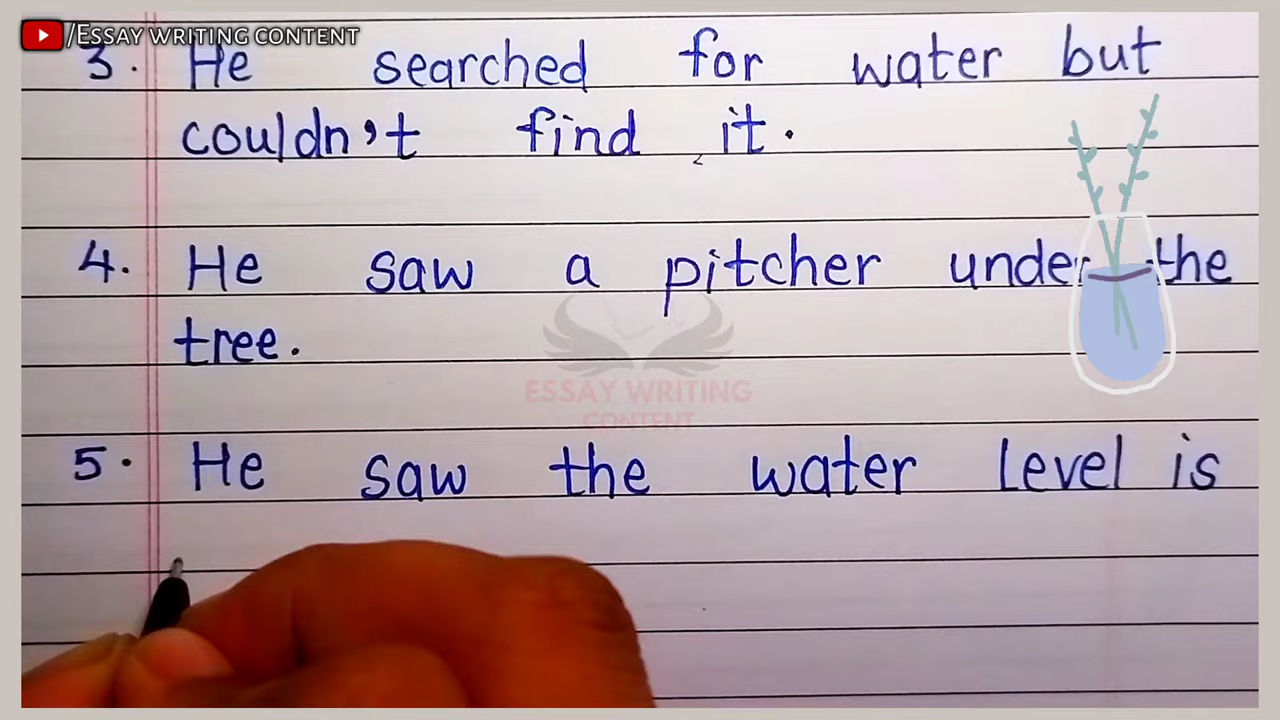 /ESSAY WRITING CONTENT
3. He searched for water but
couldn't find it.
4. He saw a pitcher under the
tree.
ESSAY WRITING
CONTENT
5. He saw the water level is